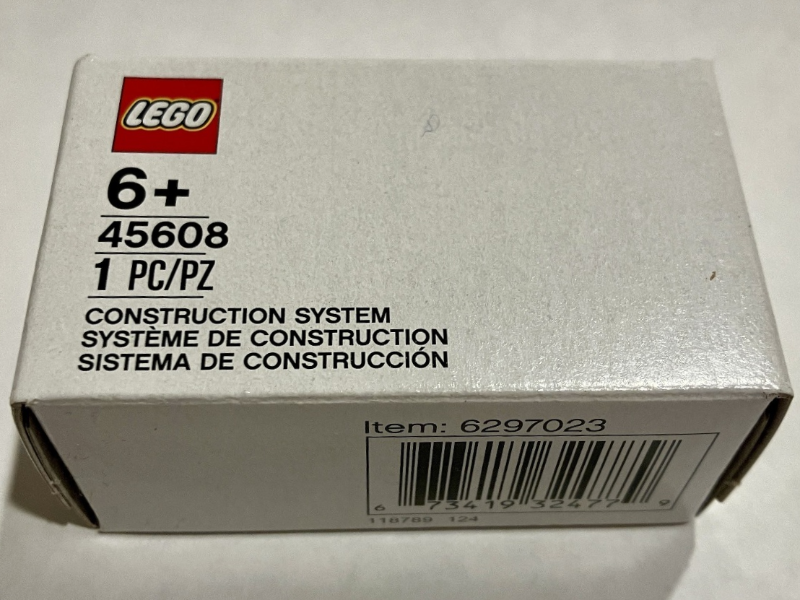 LEGO
6+
45608
1 PC/PZ
CONSTRUCTION SYSTEM
SYSTÈME DE CONSTRUCTION
SISTEMA DE CONSTRUCCIÓN
Item: 6297023
6 73419 32477 9
118789 124